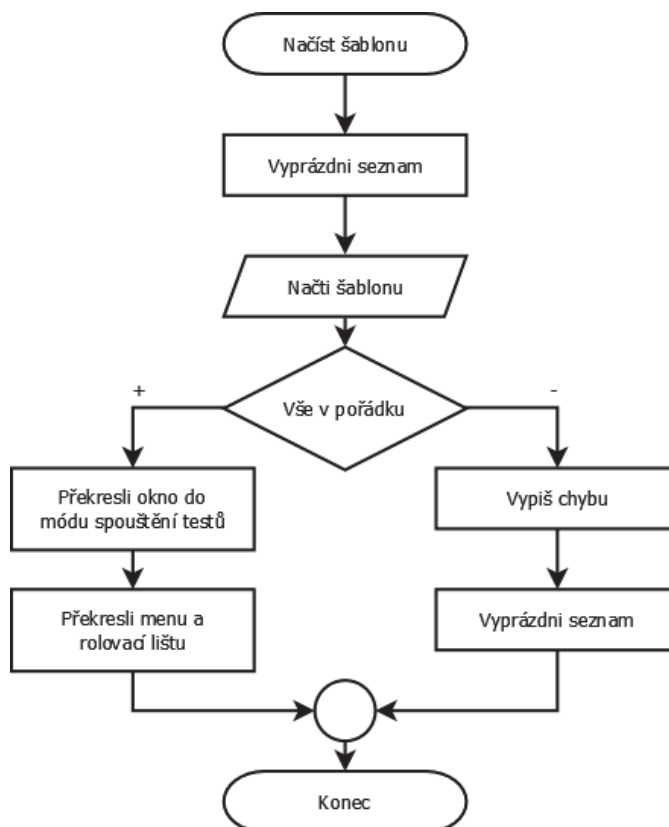 Načíst šablonu
Vyprázdni seznam
Načti šablonu
Vše v pořádku
+
-
Překresli okno do
módu spouštění testů
Vypiš chybu
Překresli menu a
rolovací lištu
Vyprázdni seznam
Konec